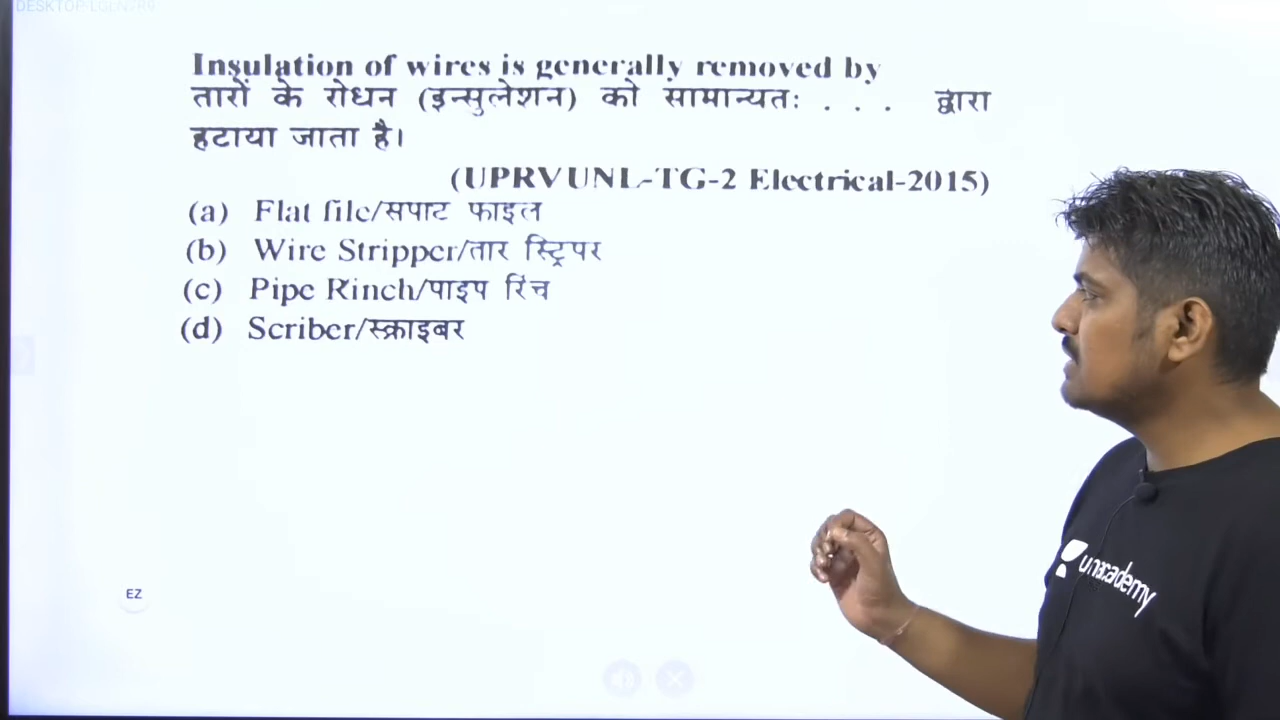 Insulation of wires is generally removed by
तारों के रोधन (इन्सुलेशन) को सामान्यतः . . . द्वारा
हटाया जाता है।
(UPRVUNL-TG-2 Electrical-2015)
(a) Flat file/सपाट फाइल
(b) Wire Stripper/तार स्ट्रिपर
(c) Pipe Rinch/पाइप रिंच
(d) Scriber/स्क्राइबर
EZ
unacademy